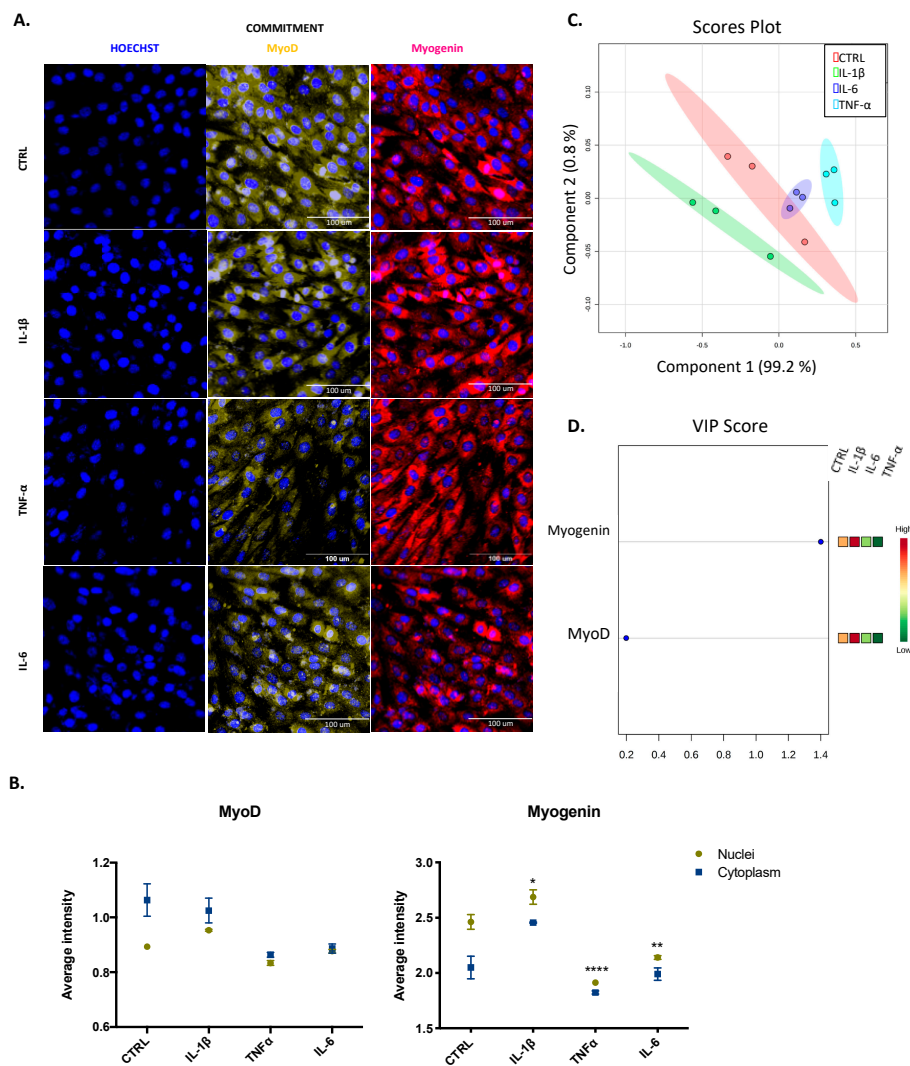 A.
COMMITMENT
HOECHST MyoD Myogenin
CTRL
100 um 100 um
IL-1β
100 um 100 um
TNF-α
100 um 100 um
IL-6
100 um 100 um
C.
Scores Plot
CTRL
IL-1β
IL-6
TNF-α
Component 2 (0.8 %)
0.10
0.05
0.00
-0.05
-0.10
-1.0 -0.5 0.0 0.5
Component 1 (99.2 %)
D.
VIP Score
CTRL IL-1β IL-6 TNF-α
High
Myogenin
MyoD
Low
0.2 0.4 0.6 0.8 1.0 1.2 1.4
B.
MyoD
Average intensity
1.2
1.0
0.8
0.6
CTRL IL-1β TNFα IL-6
Myogenin
Average intensity
3.0
2.5
2.0
1.5
* **** **
CTRL IL-1β TNFα IL-6
Nuclei
Cytoplasm